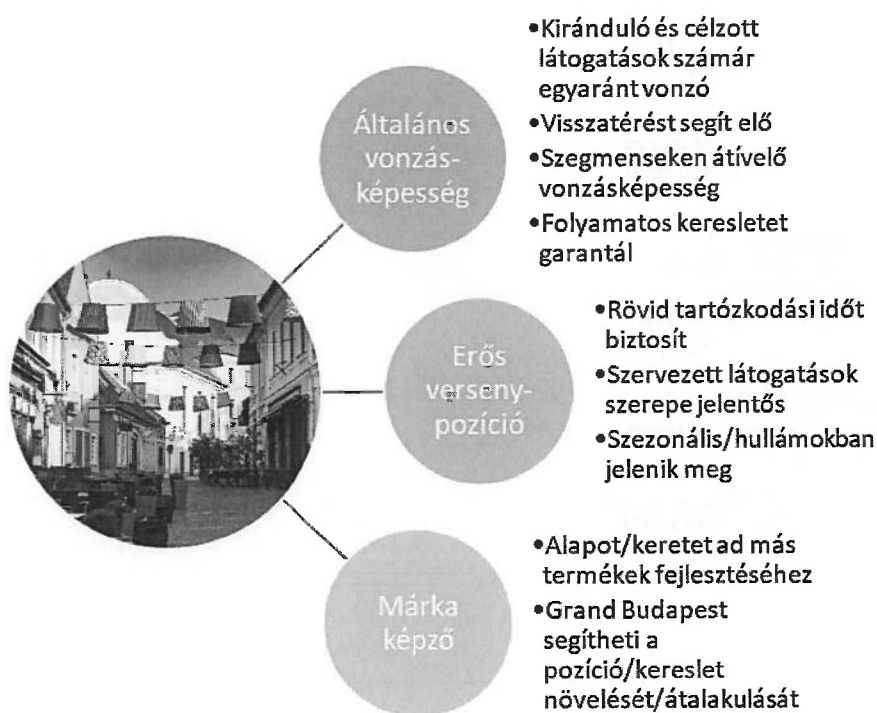 •Kiránduló és célzott
látogatások számár
egyaránt vonzó
•Visszatérést segít elő
•Szegmenseken átívelő
vonzásképesség
•Folyamatos keresletet
garantál
Általános
vonzás-
képesség
•Rövid tartózkodási időt
biztosít
•Szervezett látogatások
szerepe jelentős
•Szezonális/hullámokban
jelenik meg
Erős
verseny-
pozíció
•Alapot/keretet ad más
termékek fejlesztéséhez
•Grand Budapest
segítheti a
pozíció/kereslet
növelését/átalakulását
Márka
képző